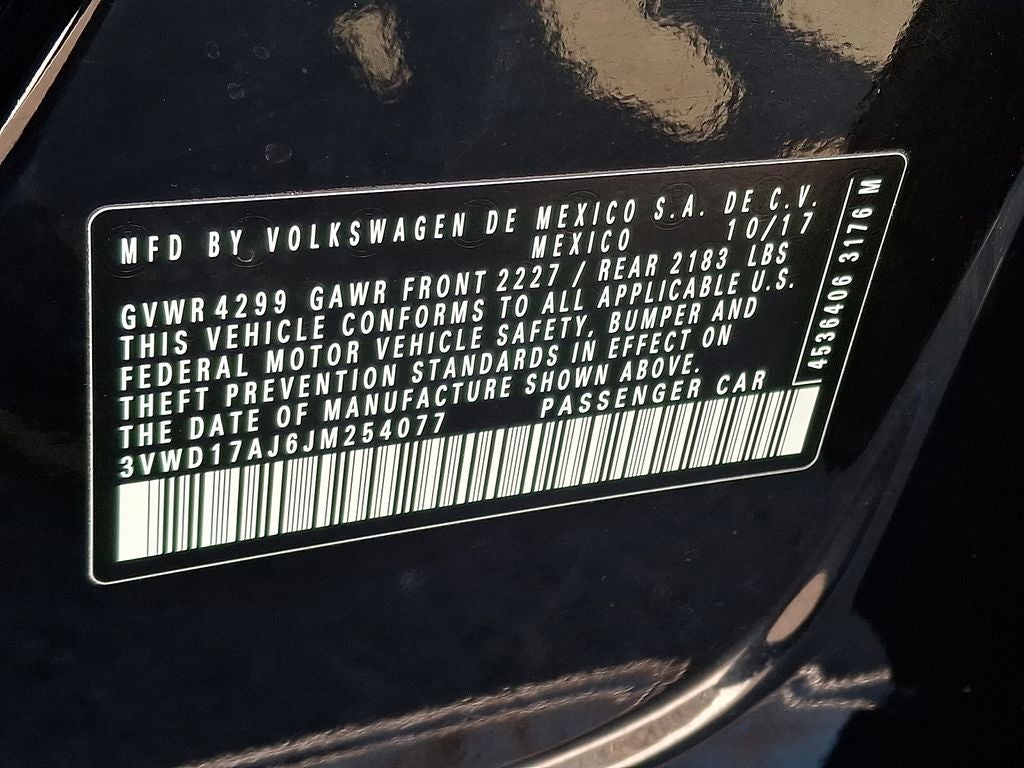 MFD BY VOLKSWAGEN DE MEXICO S.A. DE C.V.
MEXICO 10/17
GVWR 4299 GAWR FRONT 2227 / REAR 2183 LBS
THIS VEHICLE CONFORMS TO ALL APPLICABLE U.S.
FEDERAL MOTOR VEHICLE SAFETY, BUMPER AND
THEFT PREVENTION STANDARDS IN EFFECT ON
THE DATE OF MANUFACTURE SHOWN ABOVE.
3VWD17AJ6JM254077 PASSENGER CAR
4536406 3176 M